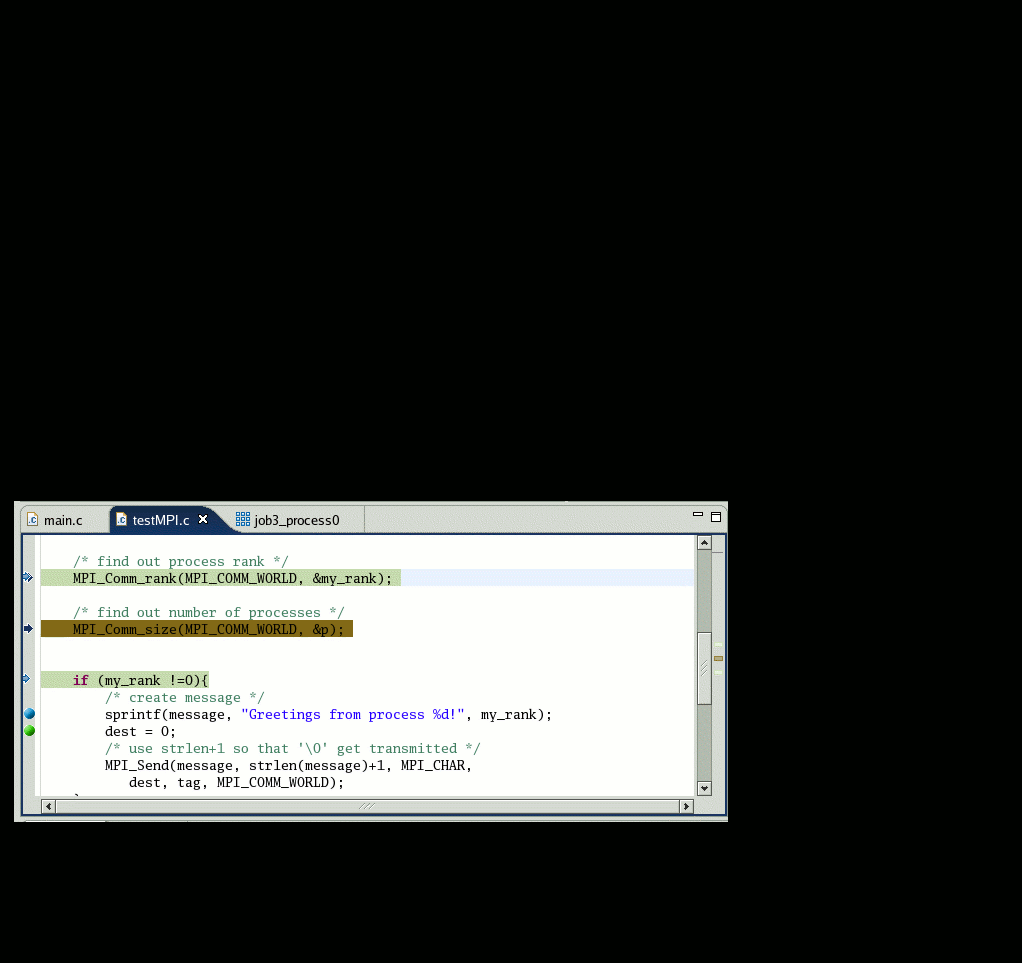 main.c testMPI.c job3_process0
/* find out process rank */
MPI_Comm_rank(MPI_COMM_WORLD, &my_rank);
/* find out number of processes */
MPI_Comm_size(MPI_COMM_WORLD, &p);
if (my_rank !=0){
/* create message */
sprintf(message, "Greetings from process %d!", my_rank);
dest = 0;
/* use strlen+1 so that '\0' get transmitted */
MPI_Send(message, strlen(message)+1, MPI_CHAR,
dest, tag, MPI_COMM_WORLD);